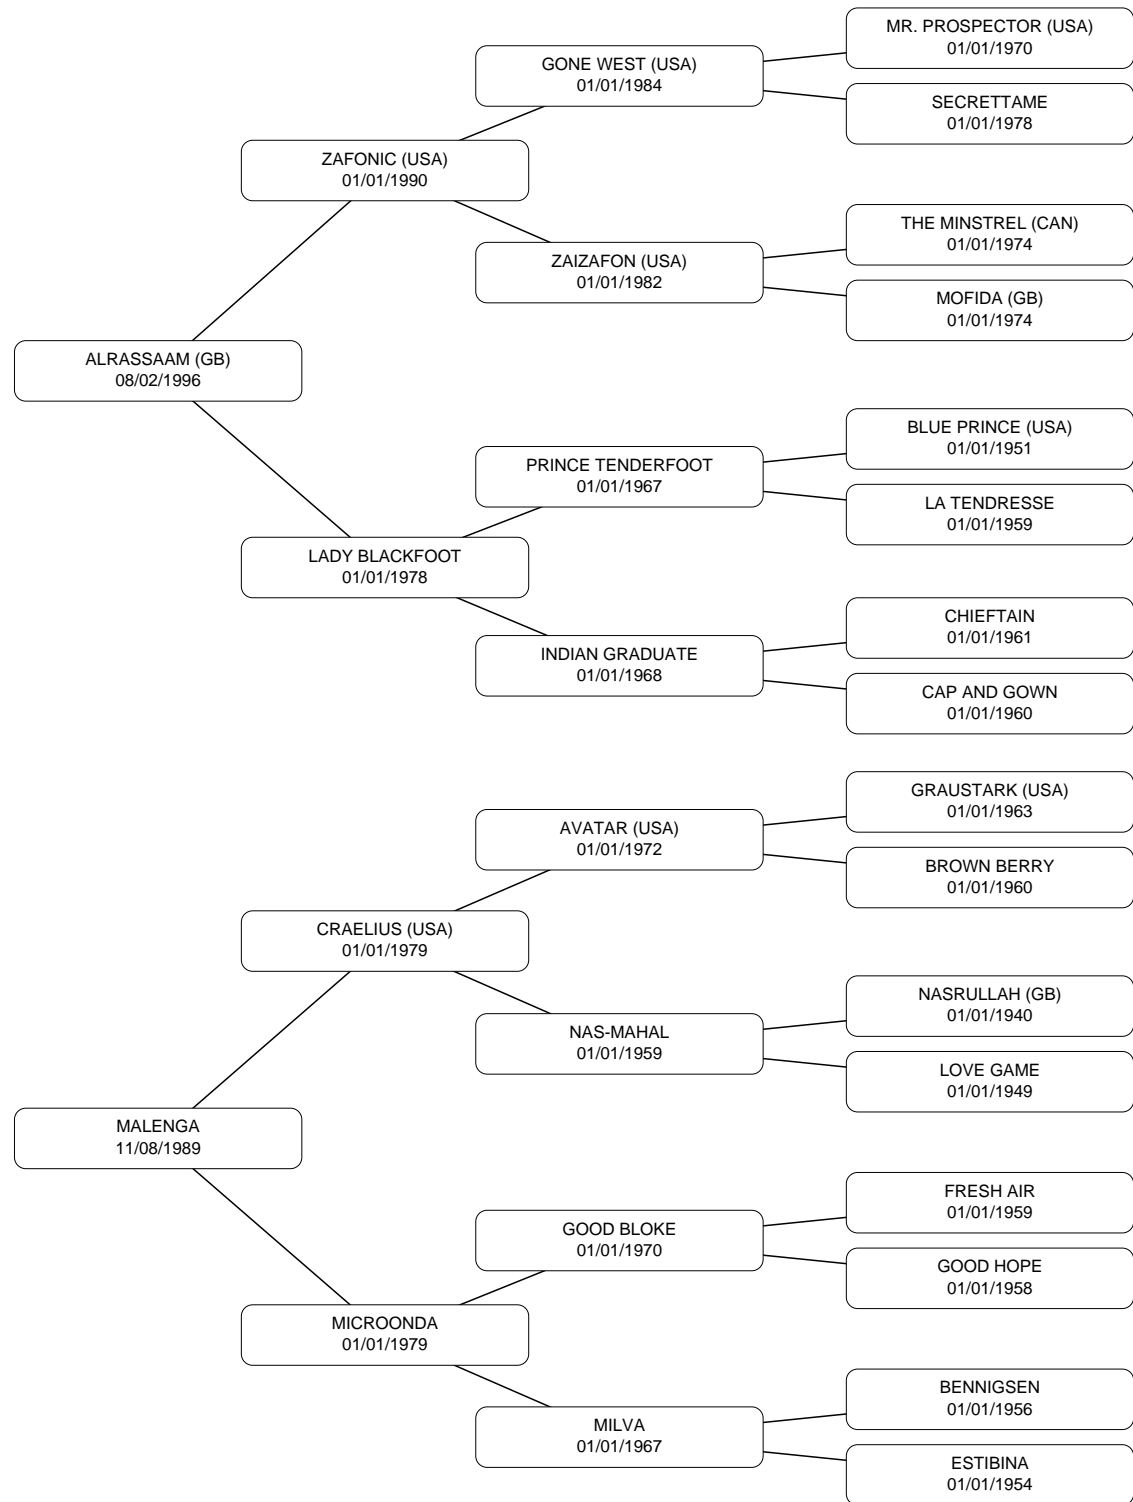 MR. PROSPECTOR (USA)
01/01/1970
GONE WEST (USA)
01/01/1984
SECRETTAME
01/01/1978
ZAFONIC (USA)
01/01/1990
THE MINSTREL (CAN)
01/01/1974
ZAIZAFON (USA)
01/01/1982
MOFIDA (GB)
01/01/1974
ALRASSAAM (GB)
08/02/1996
BLUE PRINCE (USA)
01/01/1951
PRINCE TENDERFOOT
01/01/1967
LA TENDRESSE
01/01/1959
LADY BLACKFOOT
01/01/1978
CHIEFTAIN
01/01/1961
INDIAN GRADUATE
01/01/1968
CAP AND GOWN
01/01/1960
GRAUSTARK (USA)
01/01/1963
AVATAR (USA)
01/01/1972
BROWN BERRY
01/01/1960
CRAELIUS (USA)
01/01/1979
NASRULLAH (GB)
01/01/1940
NAS-MAHAL
01/01/1959
LOVE GAME
01/01/1949
MALENGA
11/08/1989
FRESH AIR
01/01/1959
GOOD BLOKE
01/01/1970
GOOD HOPE
01/01/1958
MICROONDA
01/01/1979
BENNIGSEN
01/01/1956
MILVA
01/01/1967
ESTIBINA
01/01/1954